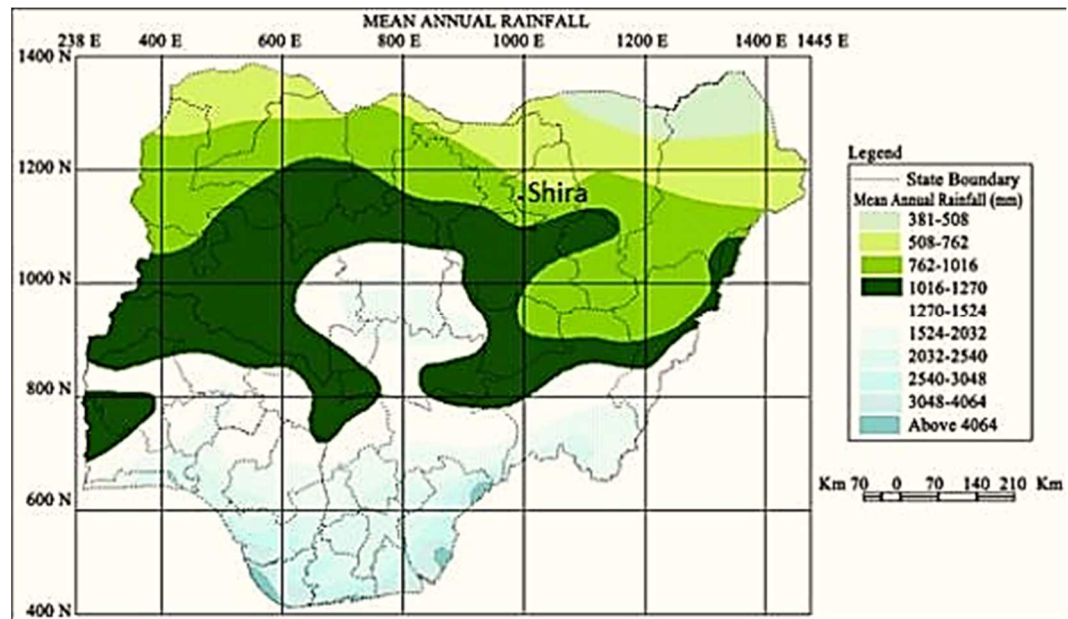 MEAN ANNUAL RAINFALL
238 E 400 E 600 E 800 E 1000 E 1200 E 1400 E 1445 E
1400 N
1200 N
1000 N
800 N
600 N
400 N
Shira
Legend
State Boundary
Mean Annual Rainfall (mm)
381-508
508-762
762-1016
1016-1270
1270-1524
1524-2032
2032-2540
2540-3048
3048-4064
Above 4064
Km 70 0 70 140 210 Km